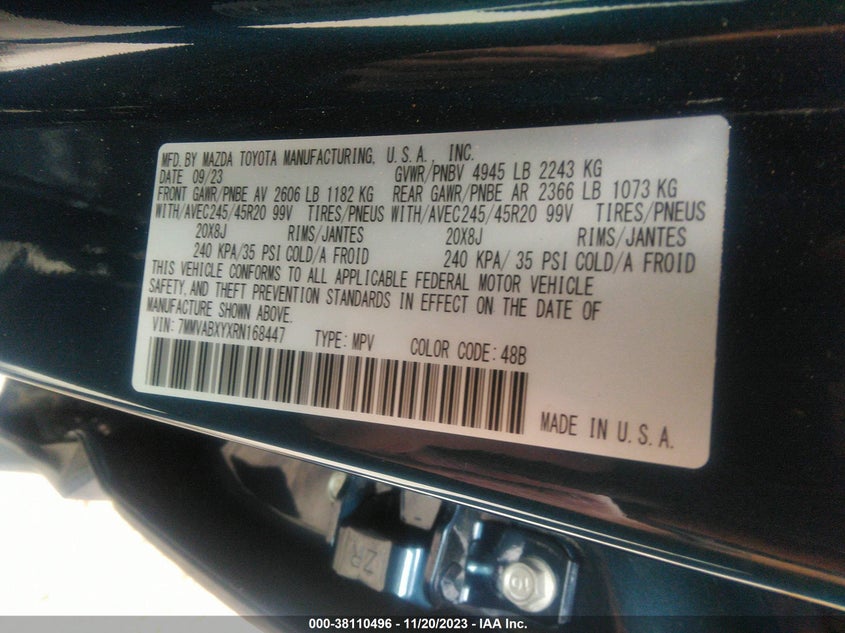 MFD. BY MAZDA TOYOTA MANUFACTURING, U.S.A., INC.
DATE 09/23 GVWR/PNBV 4945 LB 2243 KG
FRONT GAWR/PNBE AV 2606 LB 1182 KG REAR GAWR/PNBE AR 2366 LB 1073 KG
WITH/AVEC245/45R20 99V TIRES/PNEUS WITH/AVEC245/45R20 99V TIRES/PNEUS
20X8J RIMS/JANTES 20X8J RIMS/JANTES
240 KPA/35 PSI COLD/A FROID 240 KPA/ 35 PSI COLD/A FROID
THIS VEHICLE CONFORMS TO ALL APPLICABLE FEDERAL MOTOR VEHICLE
SAFETY, AND THEFT PREVENTION STANDARDS IN EFFECT ON THE DATE OF
MANUFACTURE SHOWN ABOVE.
VIN: 7MMVABXYXRN168447 TYPE: MPV COLOR CODE: 48B
MADE IN U.S.A.
ZR
10
000-38110496 - 11/20/2023 - IAA Inc.